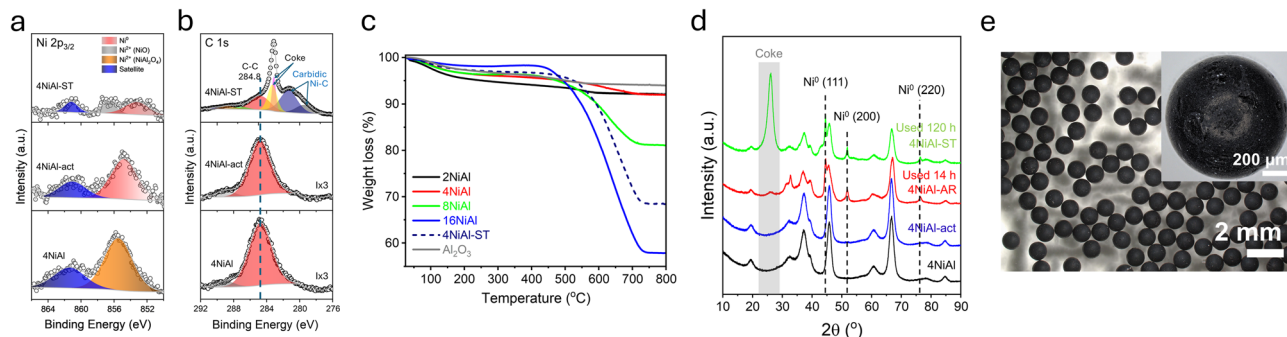 a
Ni 2p3/2
Ni⁰
Ni²⁺ (NiO)
Ni²⁺ (NiAl₂O₄)
Satellite
4NiAl-ST
4NiAl-act
4NiAl
Intensity (a.u.)
864 860 856 852
Binding Energy (eV)
b
C 1s
C-C
284.8
Coke
Carbidic
Ni-C
4NiAl-ST
4NiAl-act
Ix3
4NiAl
Ix3
292 288 284 280 276
Binding Energy (eV)
c
Weight loss (%)
100
90
80
70
60
2NiAl
4NiAl
8NiAl
16NiAl
4NiAl-ST
Al₂O₃
100 200 300 400 500 600 700 800
Temperature (°C)
d
Intensity (a.u.)
Coke
Ni⁰ (111)
Ni⁰ (200)
Ni⁰ (220)
Used 120 h
4NiAl-ST
Used 14 h
4NiAl-AR
4NiAl-act
4NiAl
10 20 30 40 50 60 70 80 90
2θ (°)
e
200 μm
2 mm